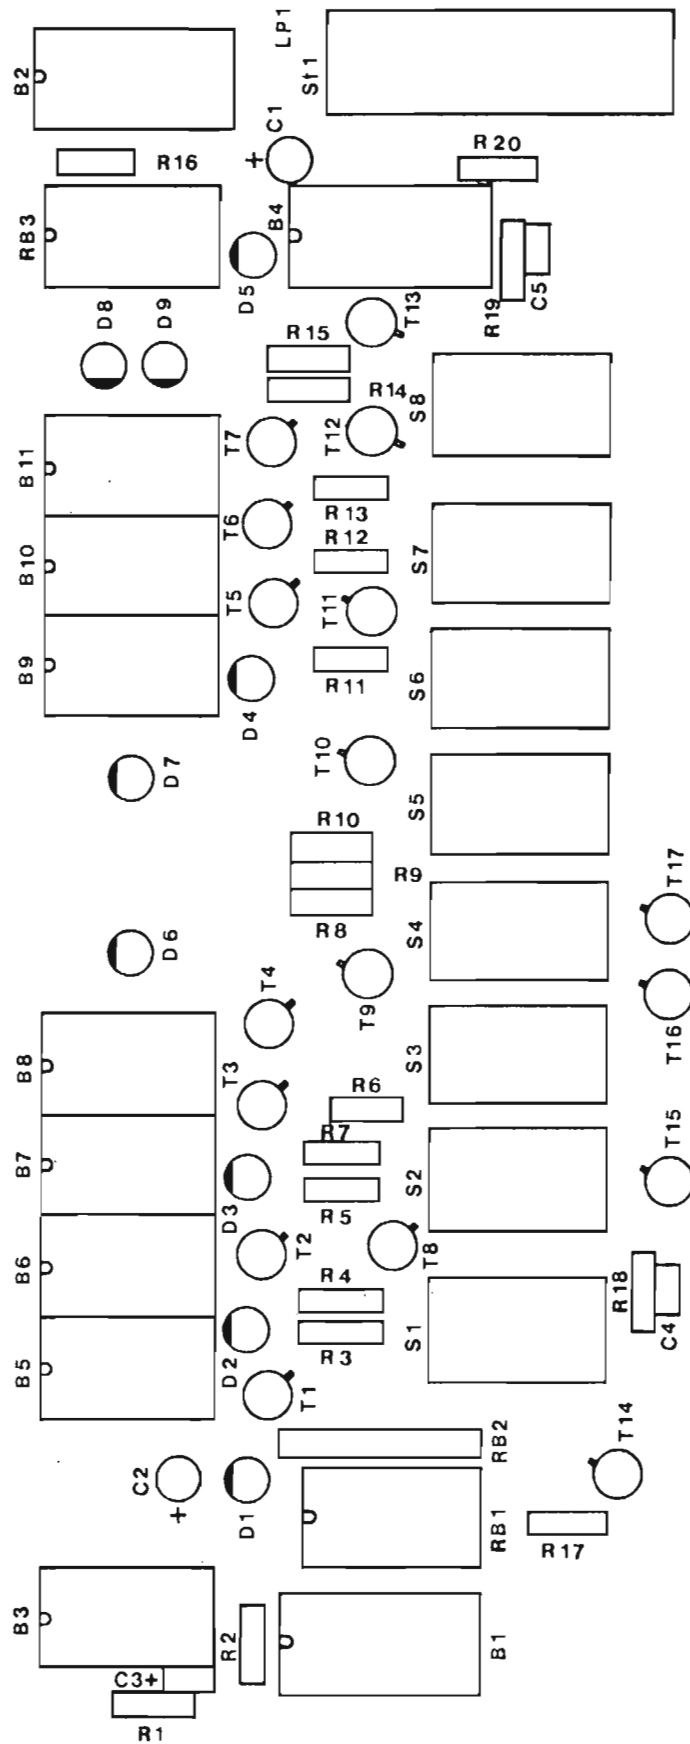 LP1
St1
B2
C1
+
R20
R16
RB3
B4
D5
C5
R19
T13
D8
D9
R15
R14
S8
T7
T12
B11
R13
T6
R12
B10
S7
T5
T11
B9
R11
S6
D4
T10
D7
S5
R10
R9
R8
S4
T17
D6
T4
T9
T16
B8
T3
S3
R6
R7
B7
D3
R5
S2
T15
T2
T8
B6
R4
R18
C4
S1
B5
D2
R3
T1
RB2
T14
C2
+
D1
RB1
R17
B3
R2
B1
C3+
R1